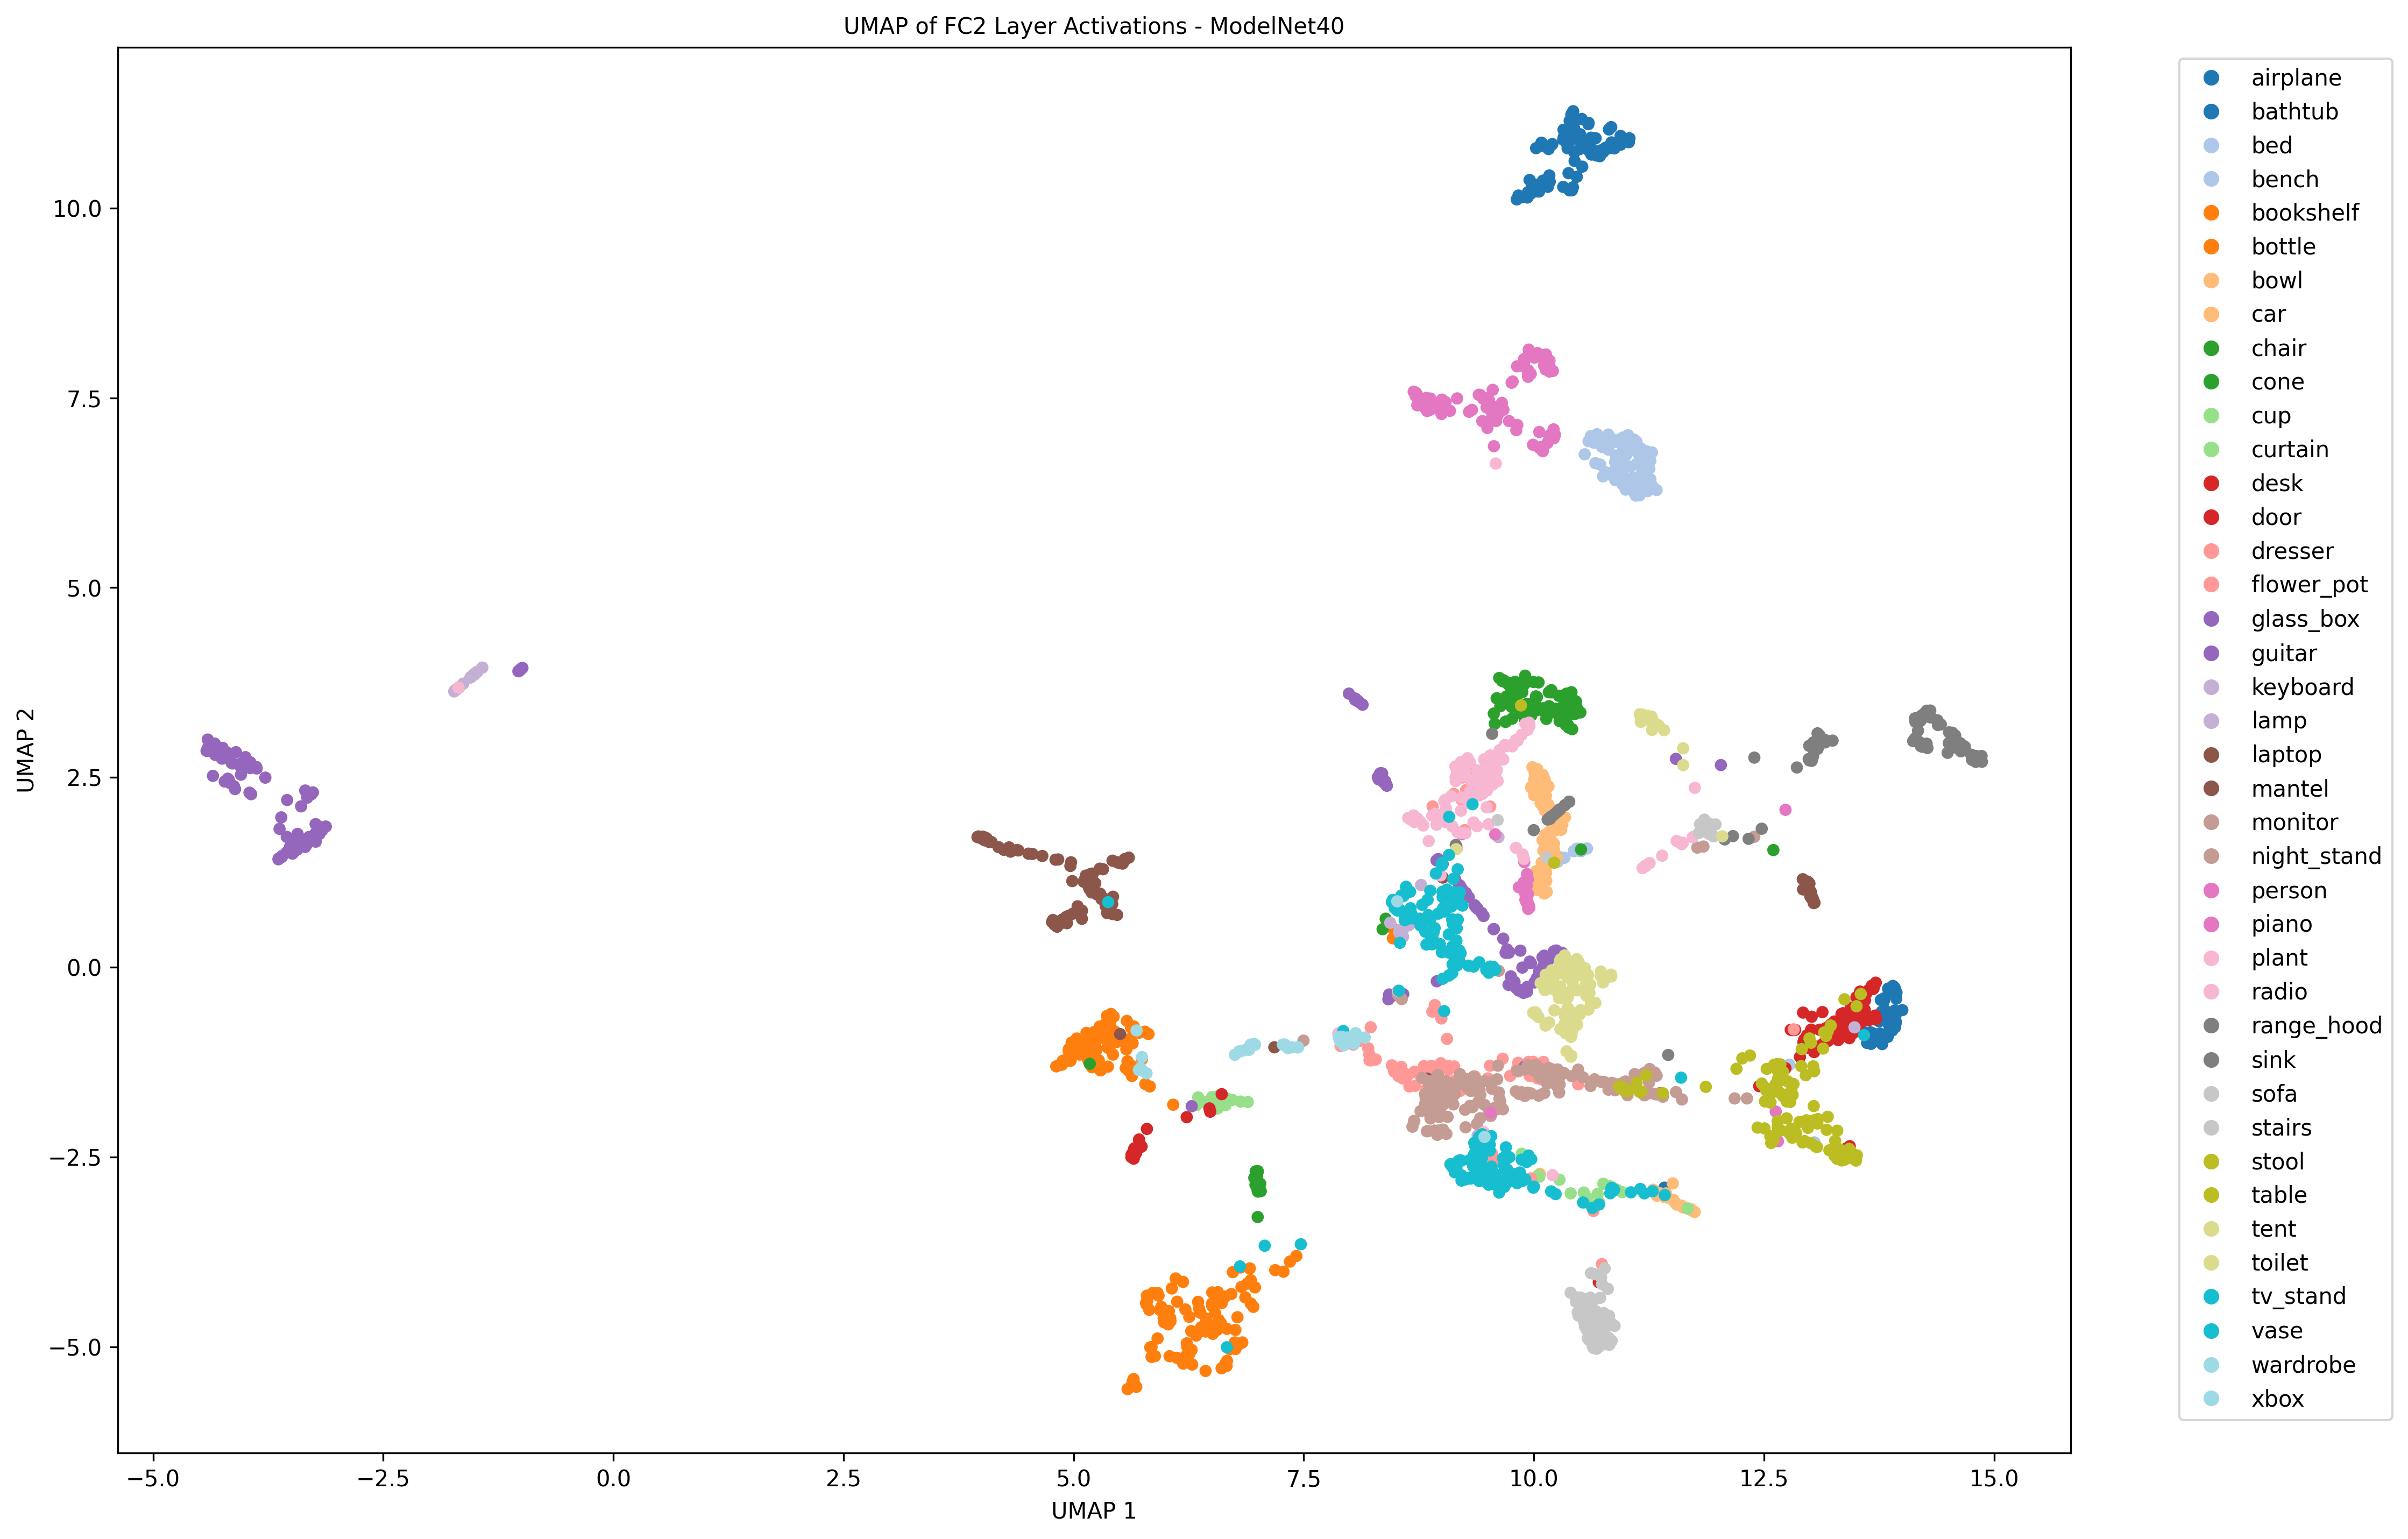 UMAP of FC2 Layer Activations - ModelNet40
UMAP 2
10.0
7.5
5.0
2.5
0.0
−2.5
−5.0
−5.0
−2.5
0.0
2.5
5.0
7.5
10.0
12.5
15.0
UMAP 1
airplane
bathtub
bed
bench
bookshelf
bottle
bowl
car
chair
cone
cup
curtain
desk
door
dresser
flower_pot
glass_box
guitar
keyboard
lamp
laptop
mantel
monitor
night_stand
person
piano
plant
radio
range_hood
sink
sofa
stairs
stool
table
tent
toilet
tv_stand
vase
wardrobe
xbox